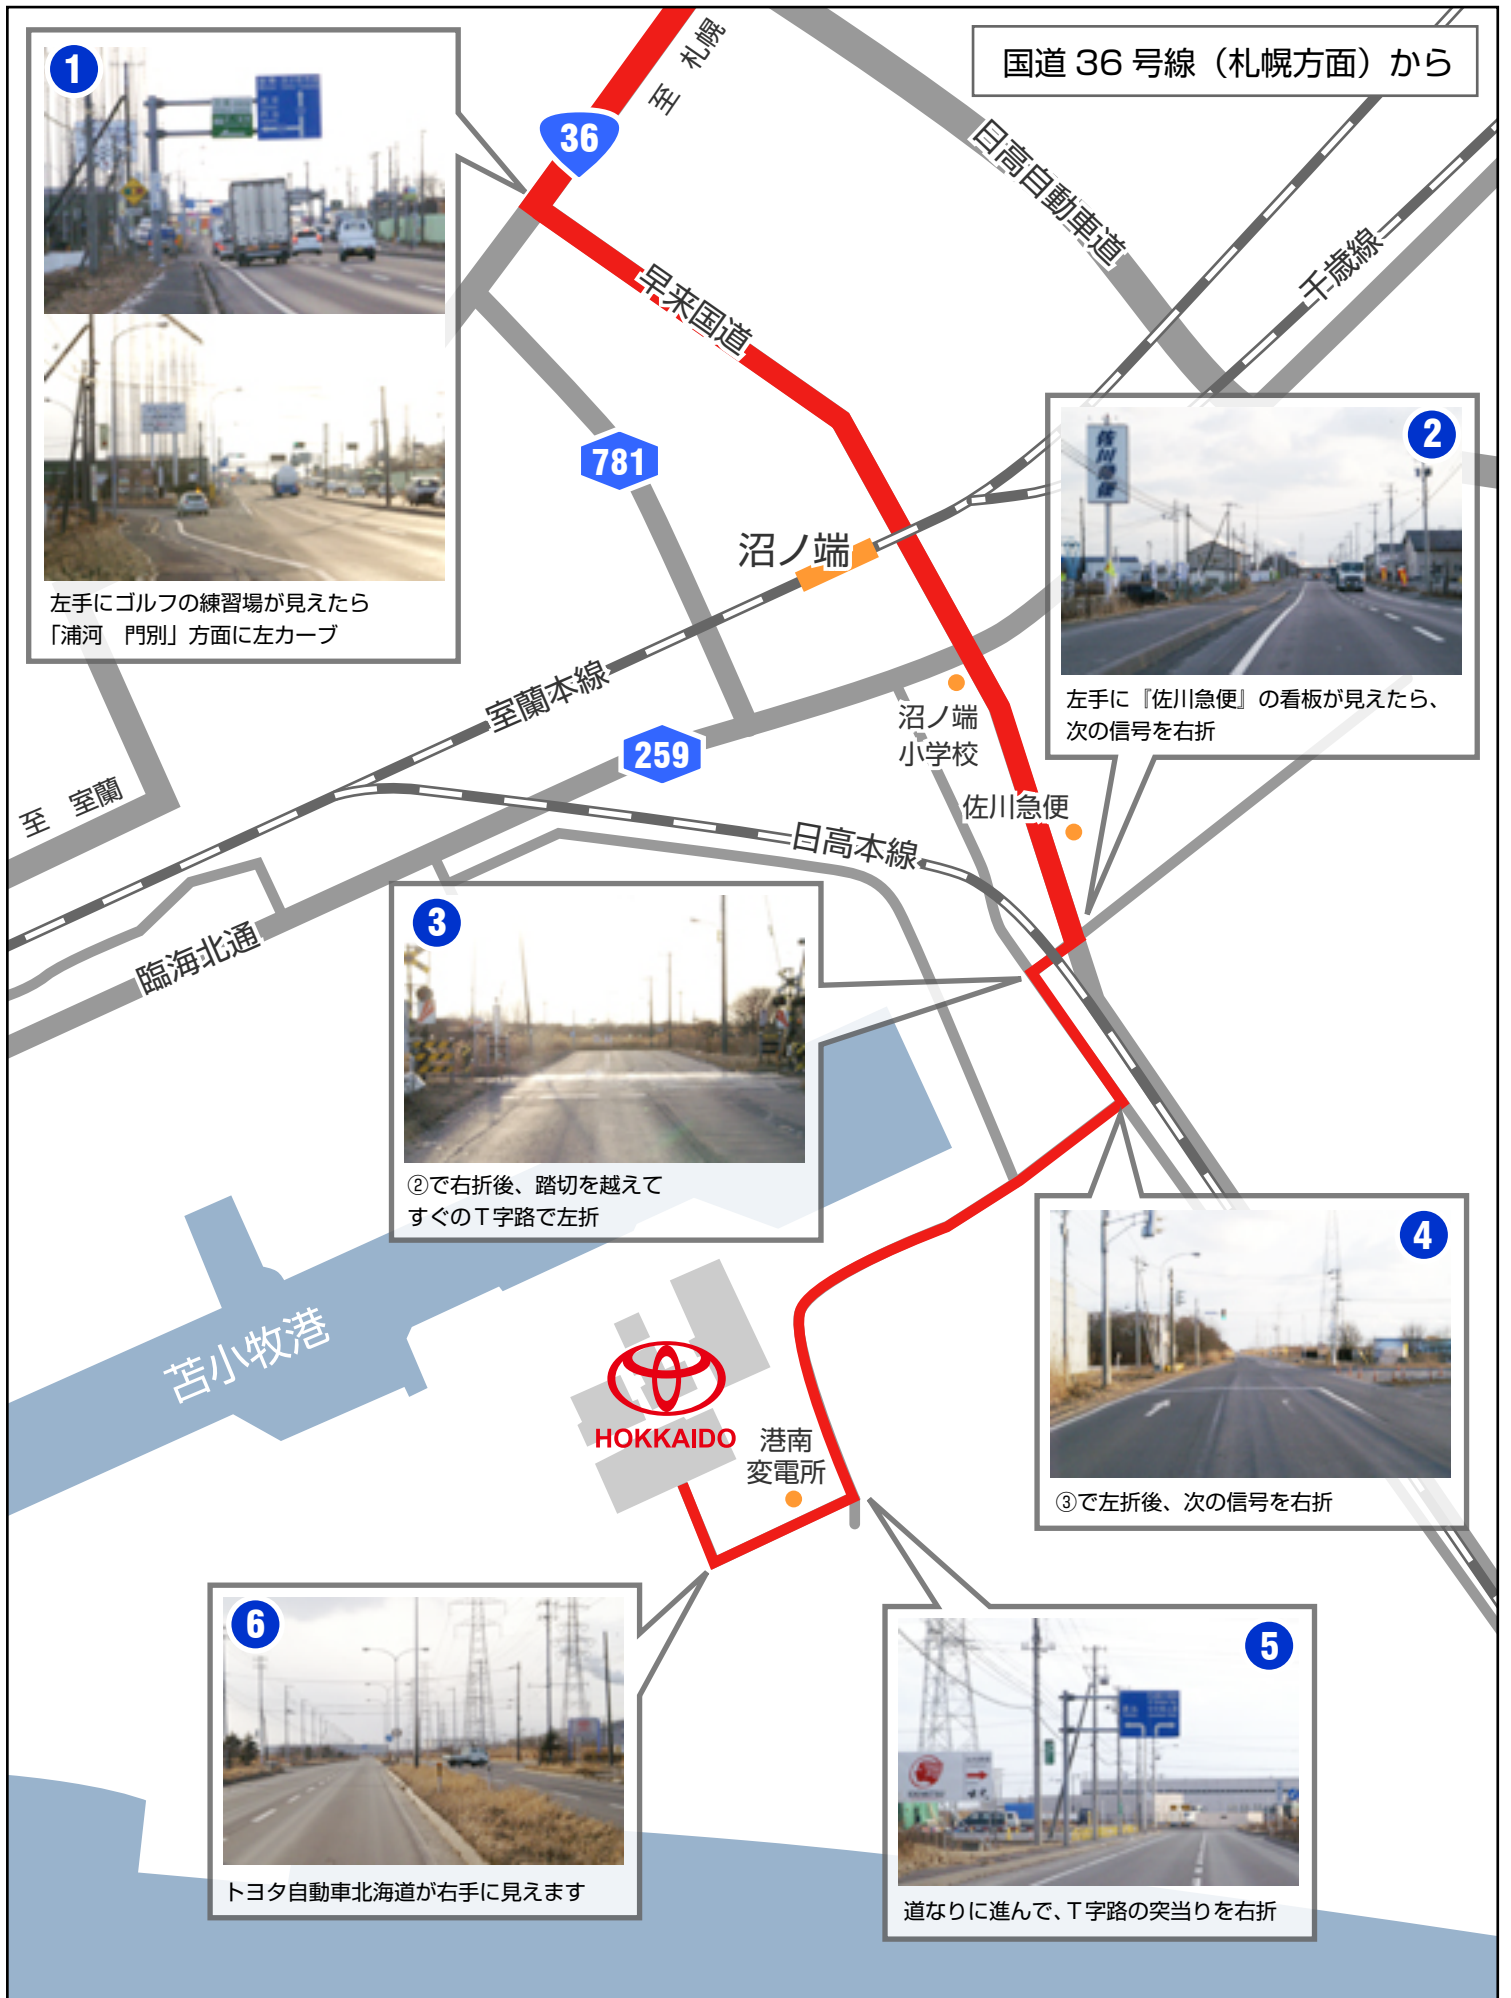 国道 36 号線（札幌方面）から
至　札幌
36
日高自動車道
千歳線
早来国道
1
左手にゴルフの練習場が見えたら
「浦河　門別」方面に左カーブ
781
2
佐川急便
左手に『佐川急便』の看板が見えたら、
次の信号を右折
沼ノ端
室蘭本線
259
沼ノ端
小学校
佐川急便
至　室蘭
日高本線
臨海北通
3
②で右折後、踏切を越えて
すぐのＴ字路で左折
4
③で左折後、次の信号を右折
苫小牧港
HOKKAIDO
港南
変電所
6
トヨタ自動車北海道が右手に見えます
5
道なりに進んで、Ｔ字路の突当りを右折